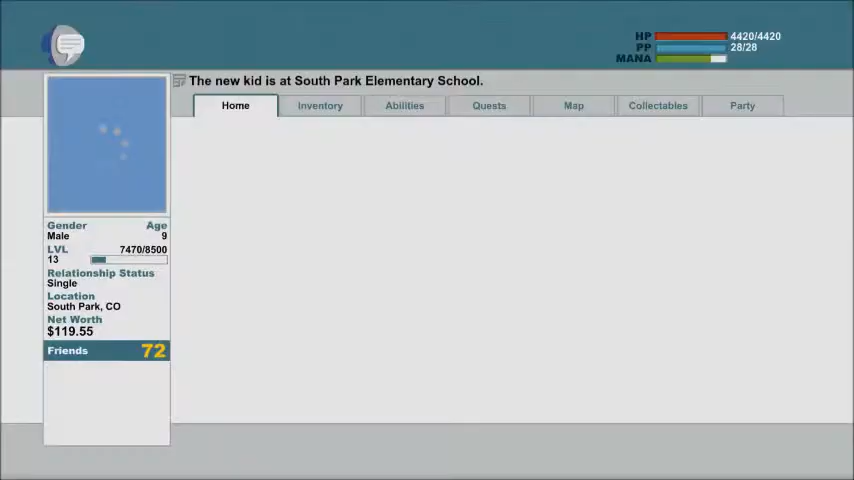 HP 4420/4420
PP 28/28
MANA
The new kid is at South Park Elementary School.
Home Inventory Abilities Quests Map Collectables Party
Gender Age
Male 9
LVL 7470/8500
13
Relationship Status
Single
Location
South Park, CO
Net Worth
$119.55
Friends 72